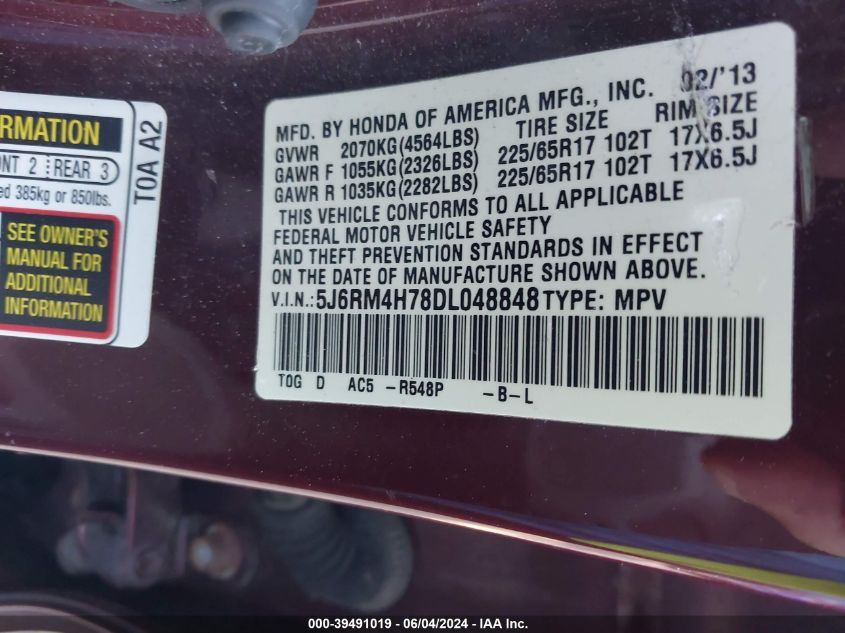 RMATION
NT 2 REAR 3
ed 385kg or 850lbs.
SEE OWNER'S
MANUAL FOR
ADDITIONAL
INFORMATION
TOA A2
02/'13
MFD. BY HONDA OF AMERICA MFG., INC.
TIRE SIZE RIM SIZE
GVWR 2070KG(4564LBS)
GAWR F 1055KG(2326LBS) 225/65R17 102T 17X6.5J
GAWR R 1035KG(2282LBS) 225/65R17 102T 17X6.5J
THIS VEHICLE CONFORMS TO ALL APPLICABLE
FEDERAL MOTOR VEHICLE SAFETY
AND THEFT PREVENTION STANDARDS IN EFFECT
ON THE DATE OF MANUFACTURE SHOWN ABOVE.
V.I.N.:5J6RM4H78DL048848 TYPE: MPV
TOG D AC5 -R548P -B-L
000-39491019 - 06/04/2024 - IAA Inc.